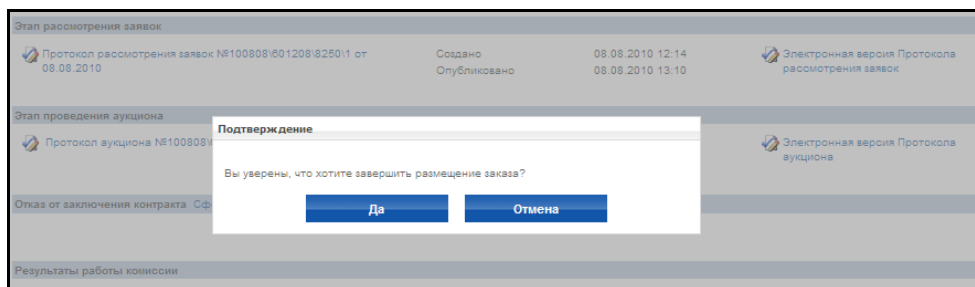 Этап рассмотрения заявок
Протокол рассмотрения заявок №100808\601208\8250\1 от
08.08.2010
Создано 08.08.2010 12:14
Опубликовано 08.08.2010 13:10
Электронная версия Протокола
рассмотрения заявок
Этап проведения аукциона
Протокол аукциона №100808\
Электронная версия Протокола
аукциона
Подтверждение
Вы уверены, что хотите завершить размещение заказа?
Да Отмена
Отказ от заключения контракта
Результаты работы комиссии